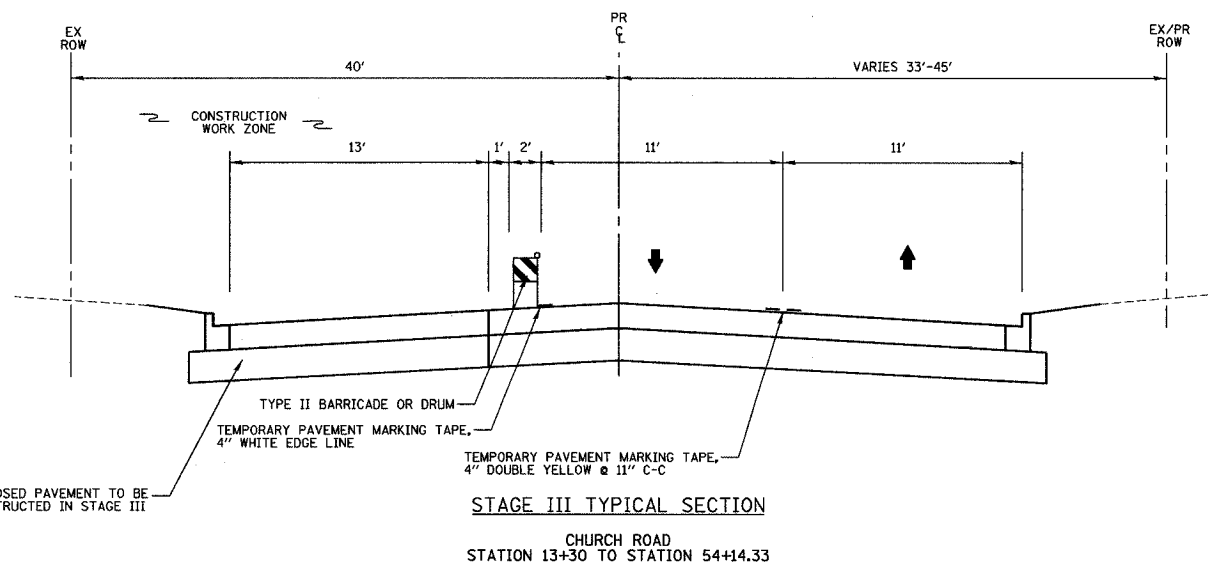 EX
ROW
PR
C
L
EX/PR
ROW
40'
VARIES 33'-45'
CONSTRUCTION
WORK ZONE
13'
1'
2'
11'
11'
TYPE II BARRICADE OR DRUM
TEMPORARY PAVEMENT MARKING TAPE,
4" WHITE EDGE LINE
TEMPORARY PAVEMENT MARKING TAPE,
4" DOUBLE YELLOW @ 11" C-C
OSED PAVEMENT TO BE
TRUCTED IN STAGE III
STAGE III TYPICAL SECTION
CHURCH ROAD
STATION 13+30 TO STATION 54+14.33